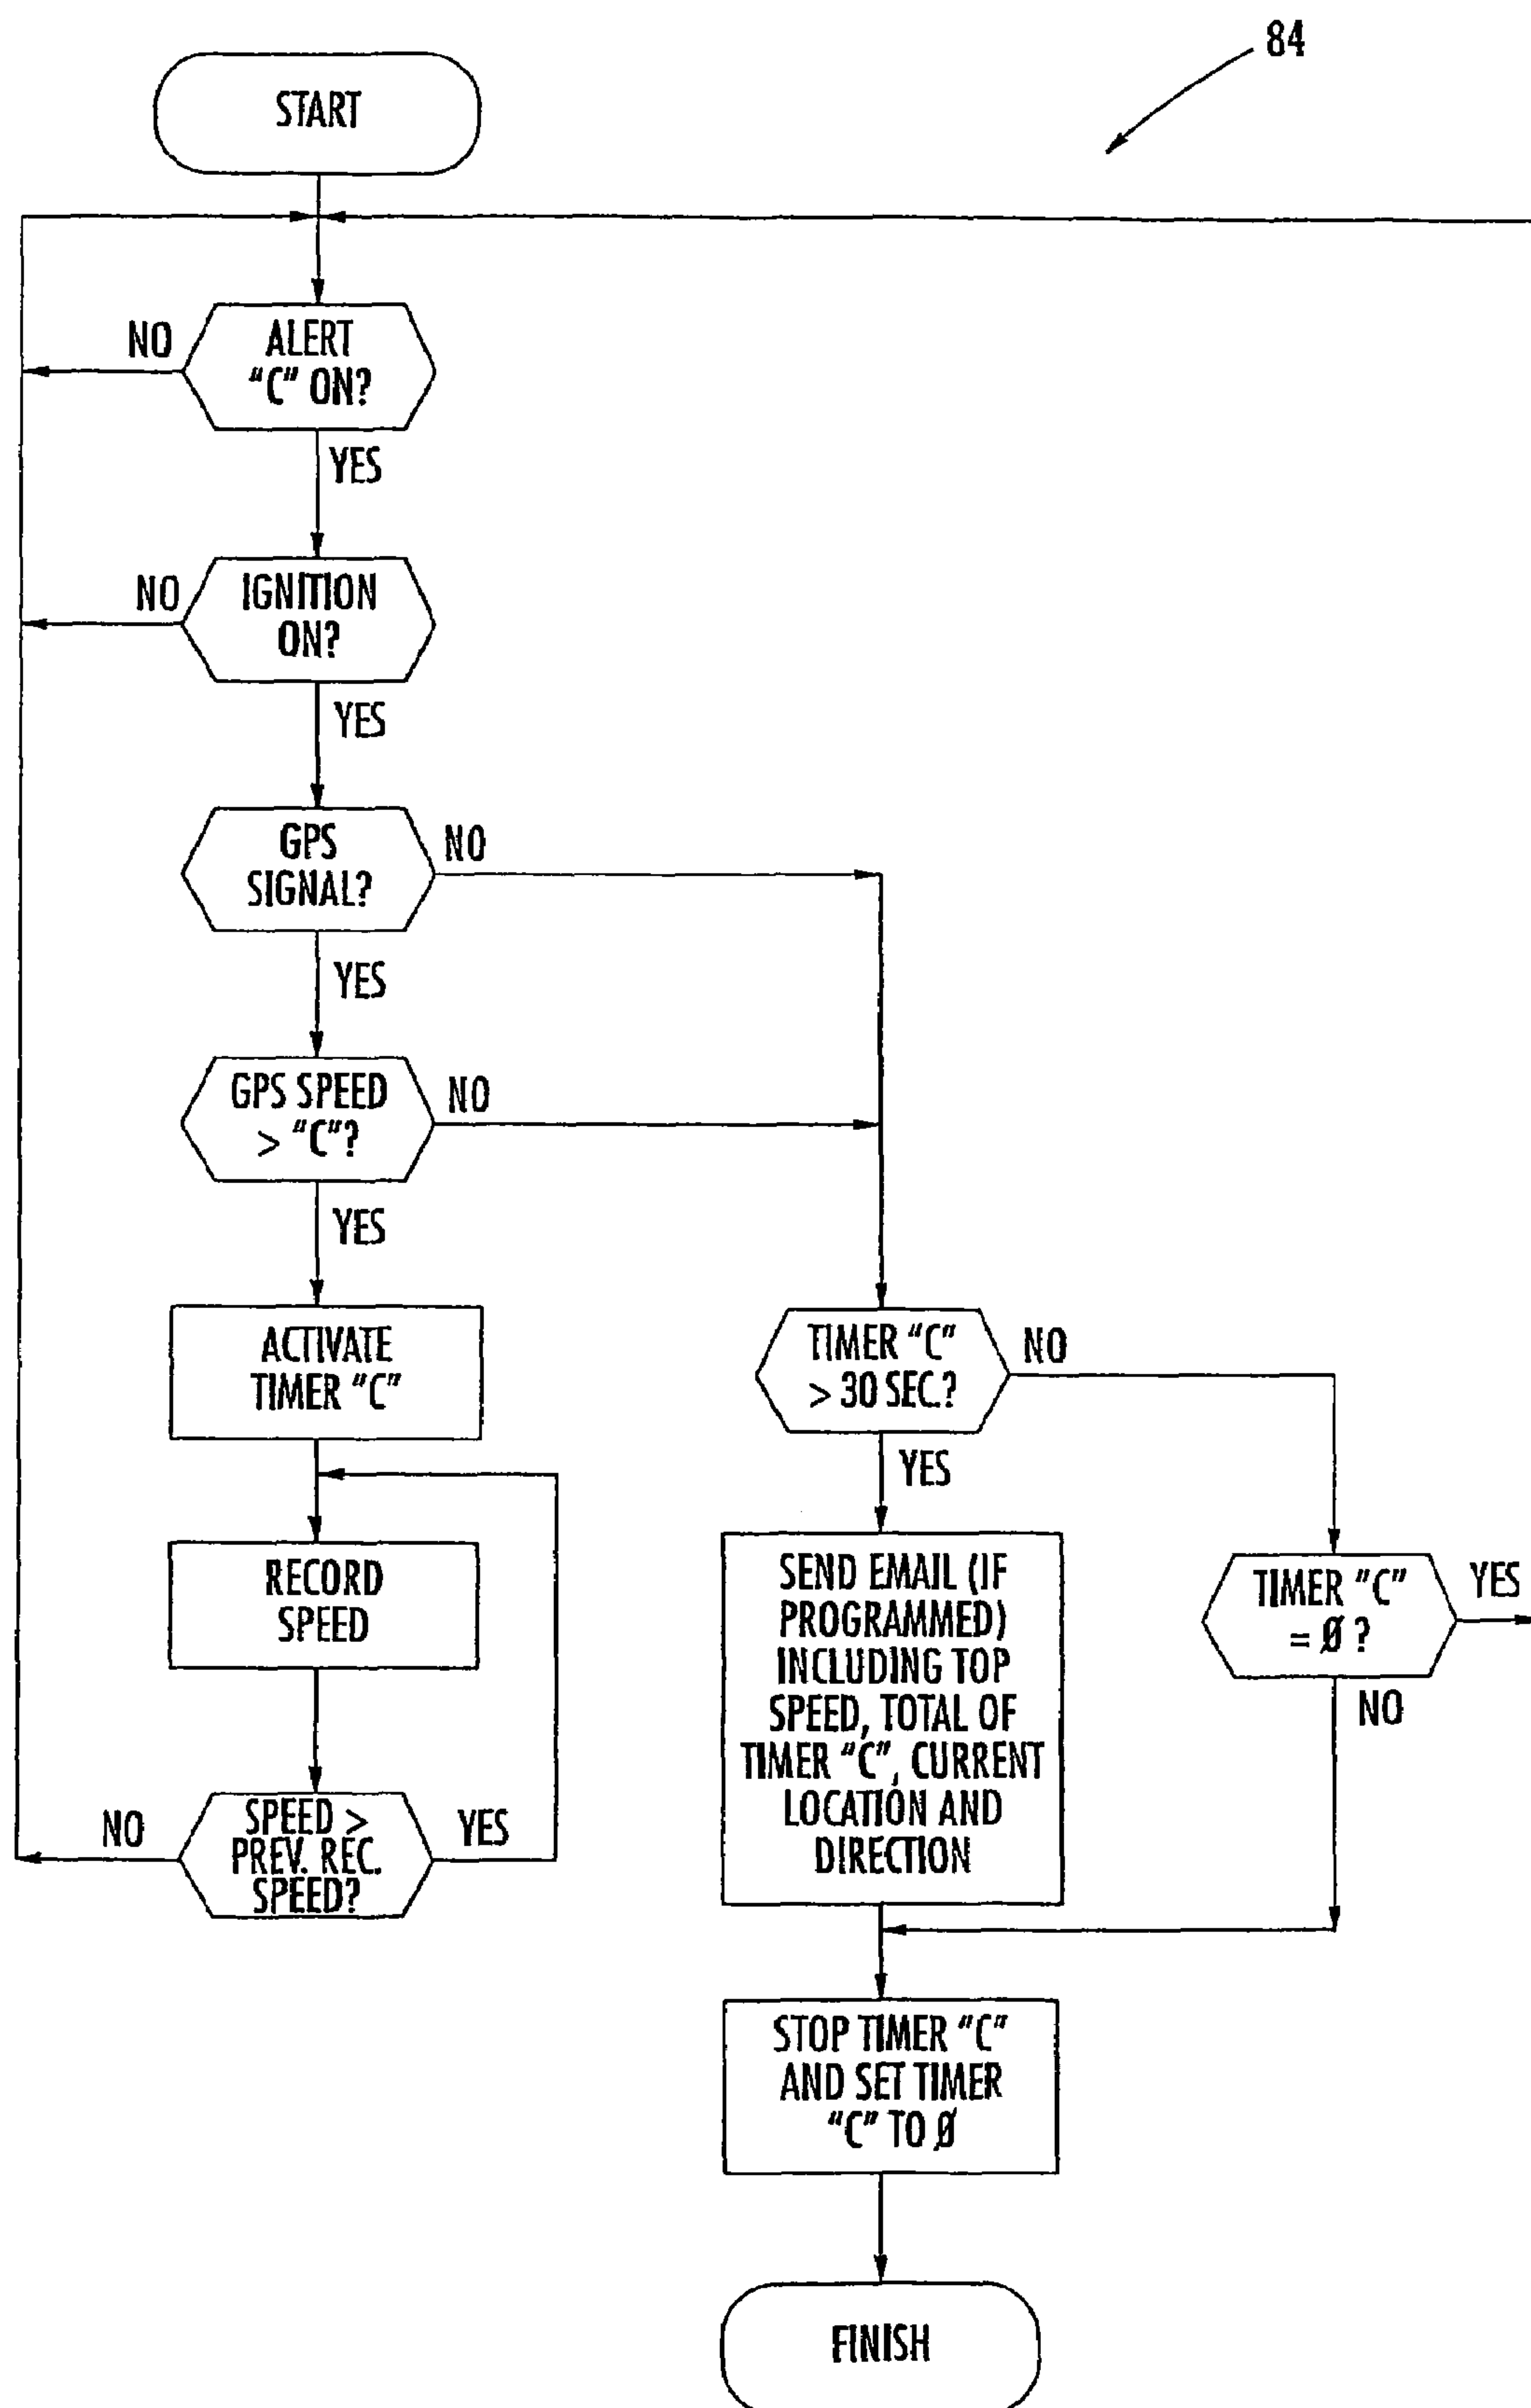 84
START
NO
ALERT
"C" ON?
YES
NO
IGNITION
ON?
YES
GPS
SIGNAL?
NO
YES
GPS SPEED
> "C"?
NO
YES
ACTIVATE
TIMER "C"
TIMER "C"
> 30 SEC.?
NO
YES
RECORD
SPEED
SEND EMAIL (IF
PROGRAMMED)
INCLUDING TOP
SPEED, TOTAL OF
TIMER "C", CURRENT
LOCATION AND
DIRECTION
TIMER "C"
= Ø ?
YES
NO
NO
SPEED >
PREV. REC.
SPEED?
YES
STOP TIMER "C"
AND SET TIMER
"C" TO Ø
FINISH